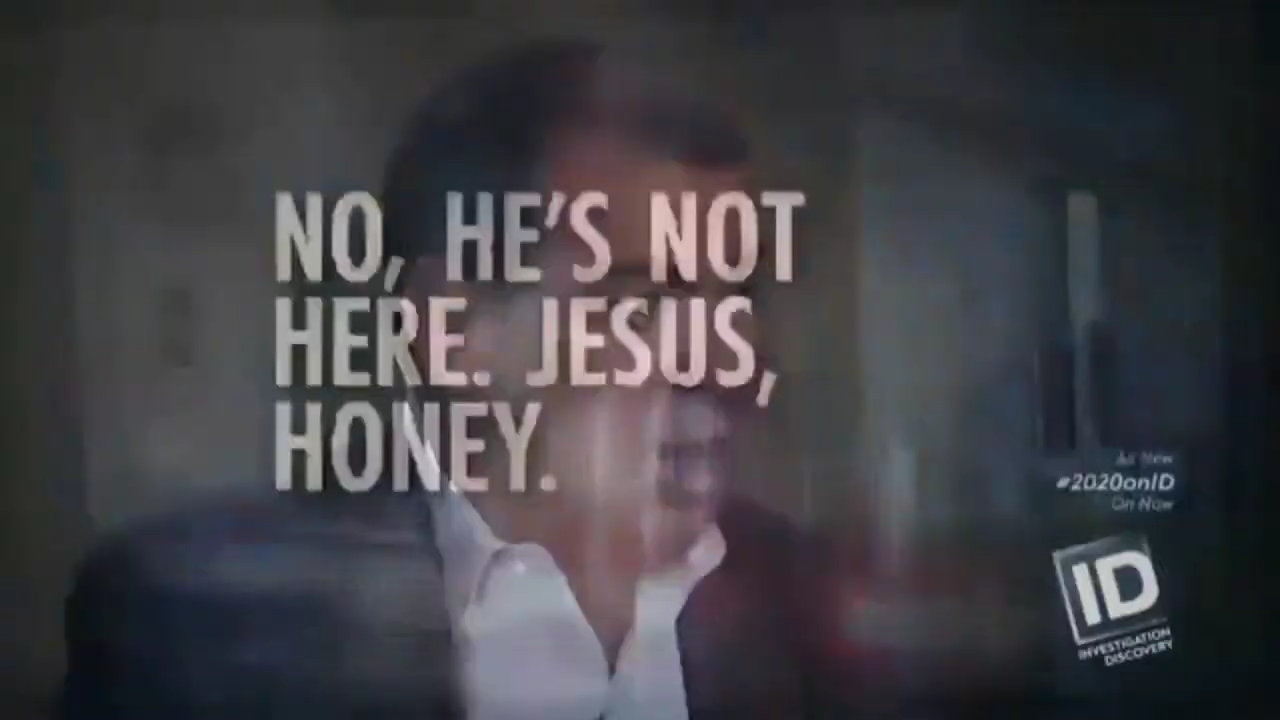 NO, HE'S NOT
HERE. JESUS,
HONEY.
All New
#2020onID
On Now
ID
INVESTIGATION
DISCOVERY